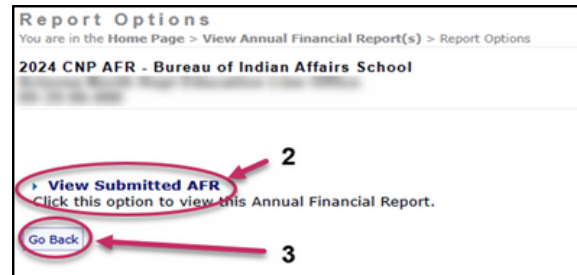 Report Options
You are in the Home Page > View Annual Financial Report(s) > Report Options
2024 CNP AFR - Bureau of Indian Affairs School
2
View Submitted AFR
Click this option to view this Annual Financial Report.
Go Back
3